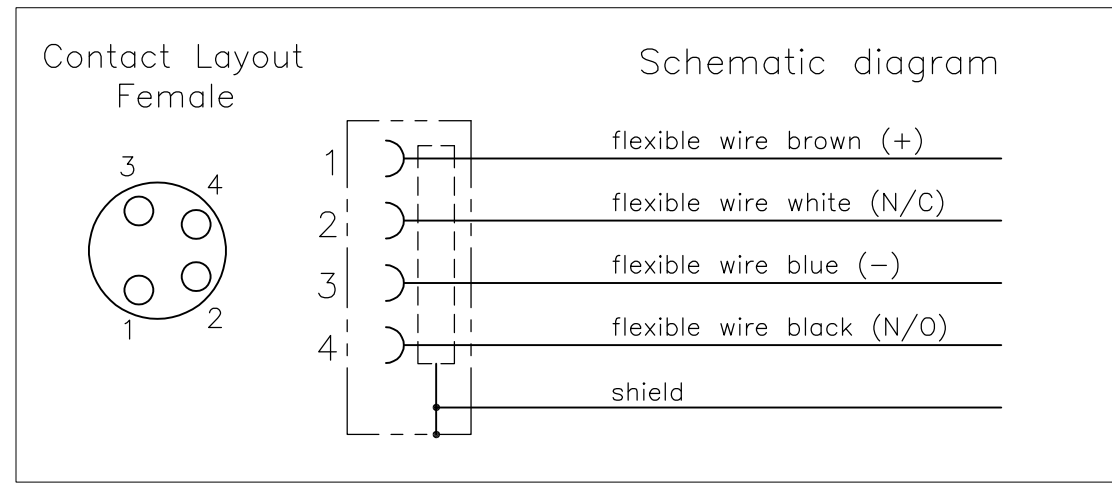 Contact Layout
Female
3
4
1
2
Schematic diagram
1
flexible wire brown (+)
2
flexible wire white (N/C)
3
flexible wire blue (−)
4
flexible wire black (N/O)
shield